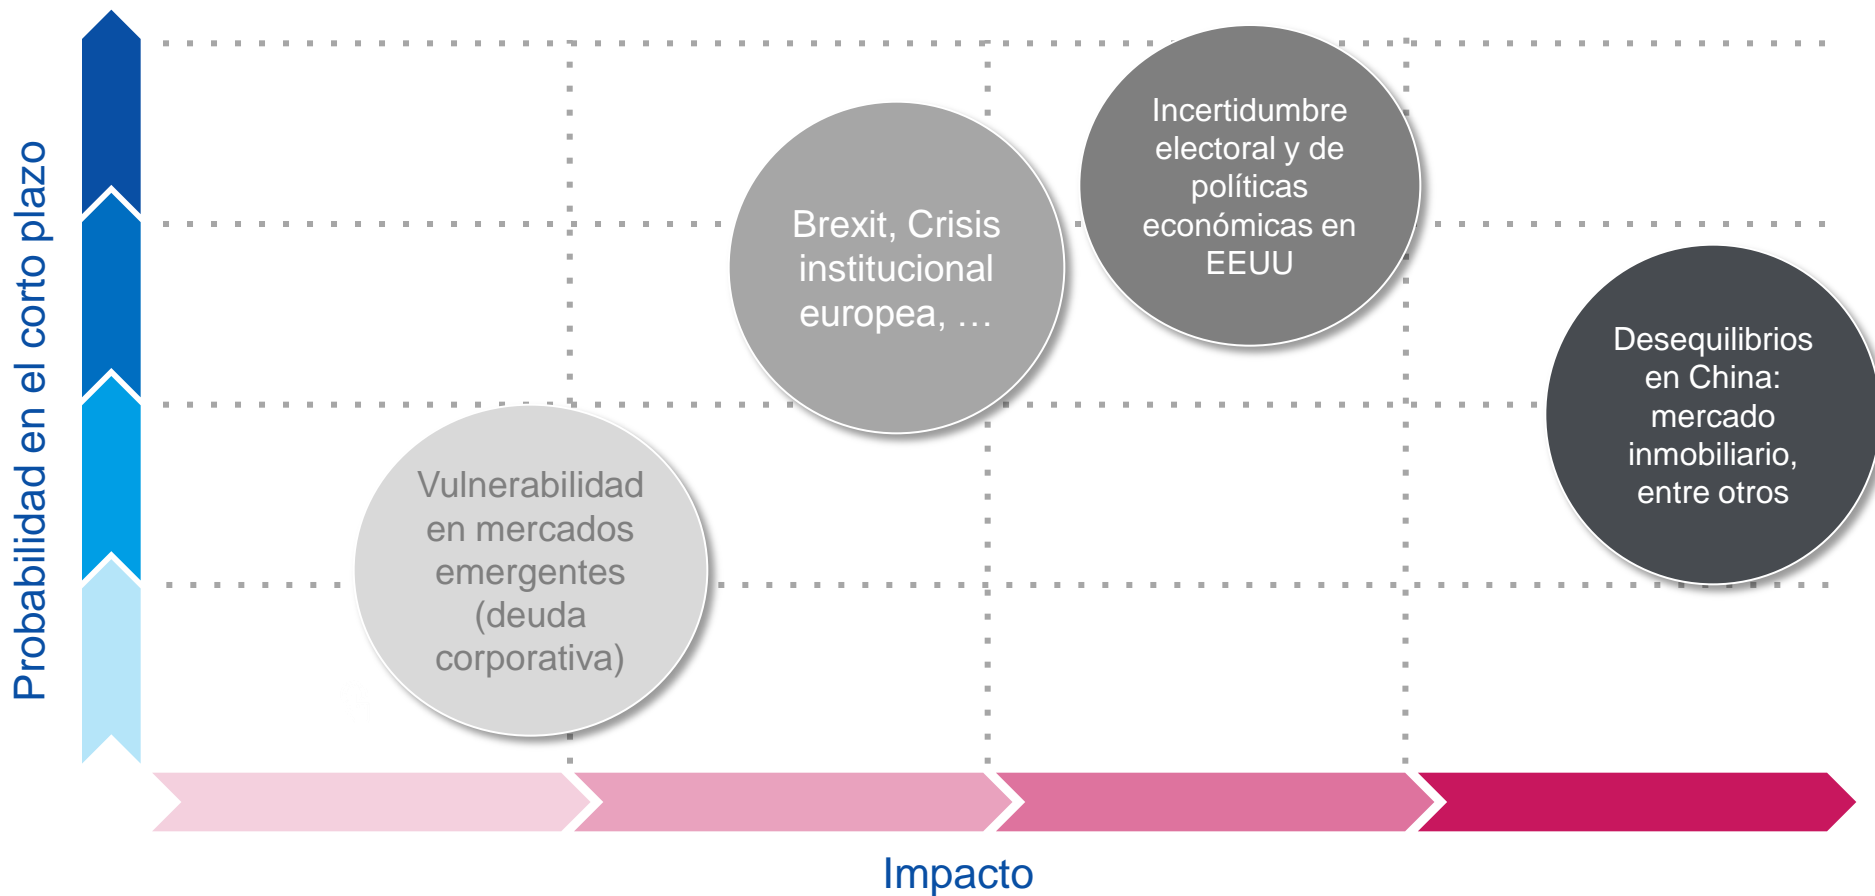 Probabilidad en el corto plazo
Incertidumbre
electoral y de
políticas
económicas en
EEUU
Brexit, Crisis
institucional
europea, …
Desequilibrios
en China:
mercado
inmobiliario,
entre otros
Vulnerabilidad
en mercados
emergentes
(deuda
corporativa)
Impacto